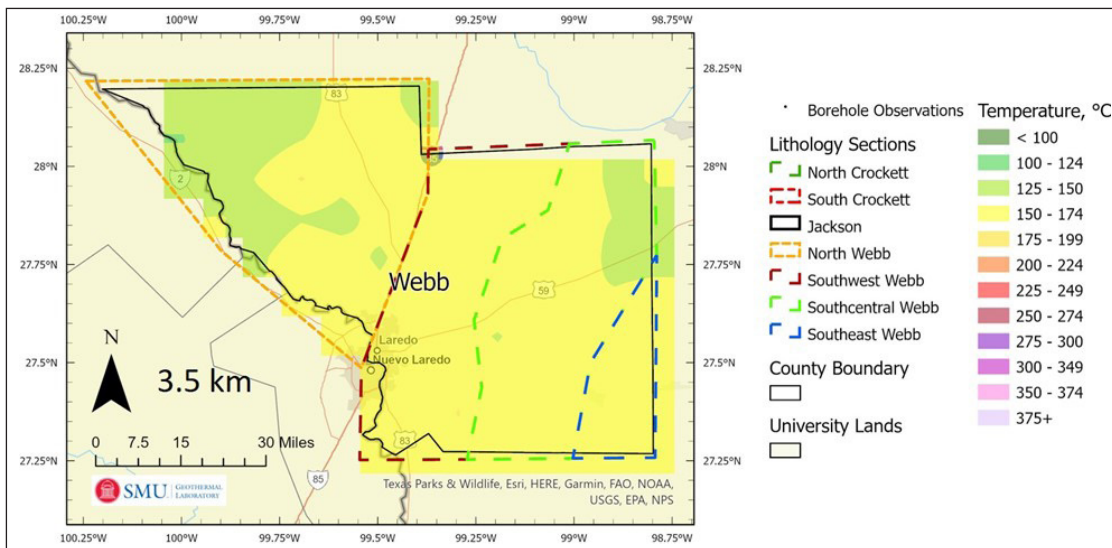 100.25°W 100°W 99.75°W 99.5°W 99.25°W 99°W 98.75°W
28.25°N 28.25°N
83
28°N 28°N
2
27.75°N 27.75°N
Webb
59
Laredo
27.5°N 27.5°N
Nuevo Laredo
N
3.5 km
0 7.5 15 30 Miles
83
27.25°N 27.25°N
85
SMU. GEOTHERMAL
LABORATORY
Texas Parks & Wildlife, Esri, HERE, Garmin, FAO, NOAA,
USGS, EPA, NPS
100.25°W 100°W 99.75°W 99.5°W 99.25°W 99°W 98.75°W
Borehole Observations
Lithology Sections
North Crockett
South Crockett
Jackson
North Webb
Southwest Webb
Southcentral Webb
Southeast Webb
County Boundary
University Lands
Temperature, °C
< 100
100 - 124
125 - 150
150 - 174
175 - 199
200 - 224
225 - 249
250 - 274
275 - 300
300 - 349
350 - 374
375+